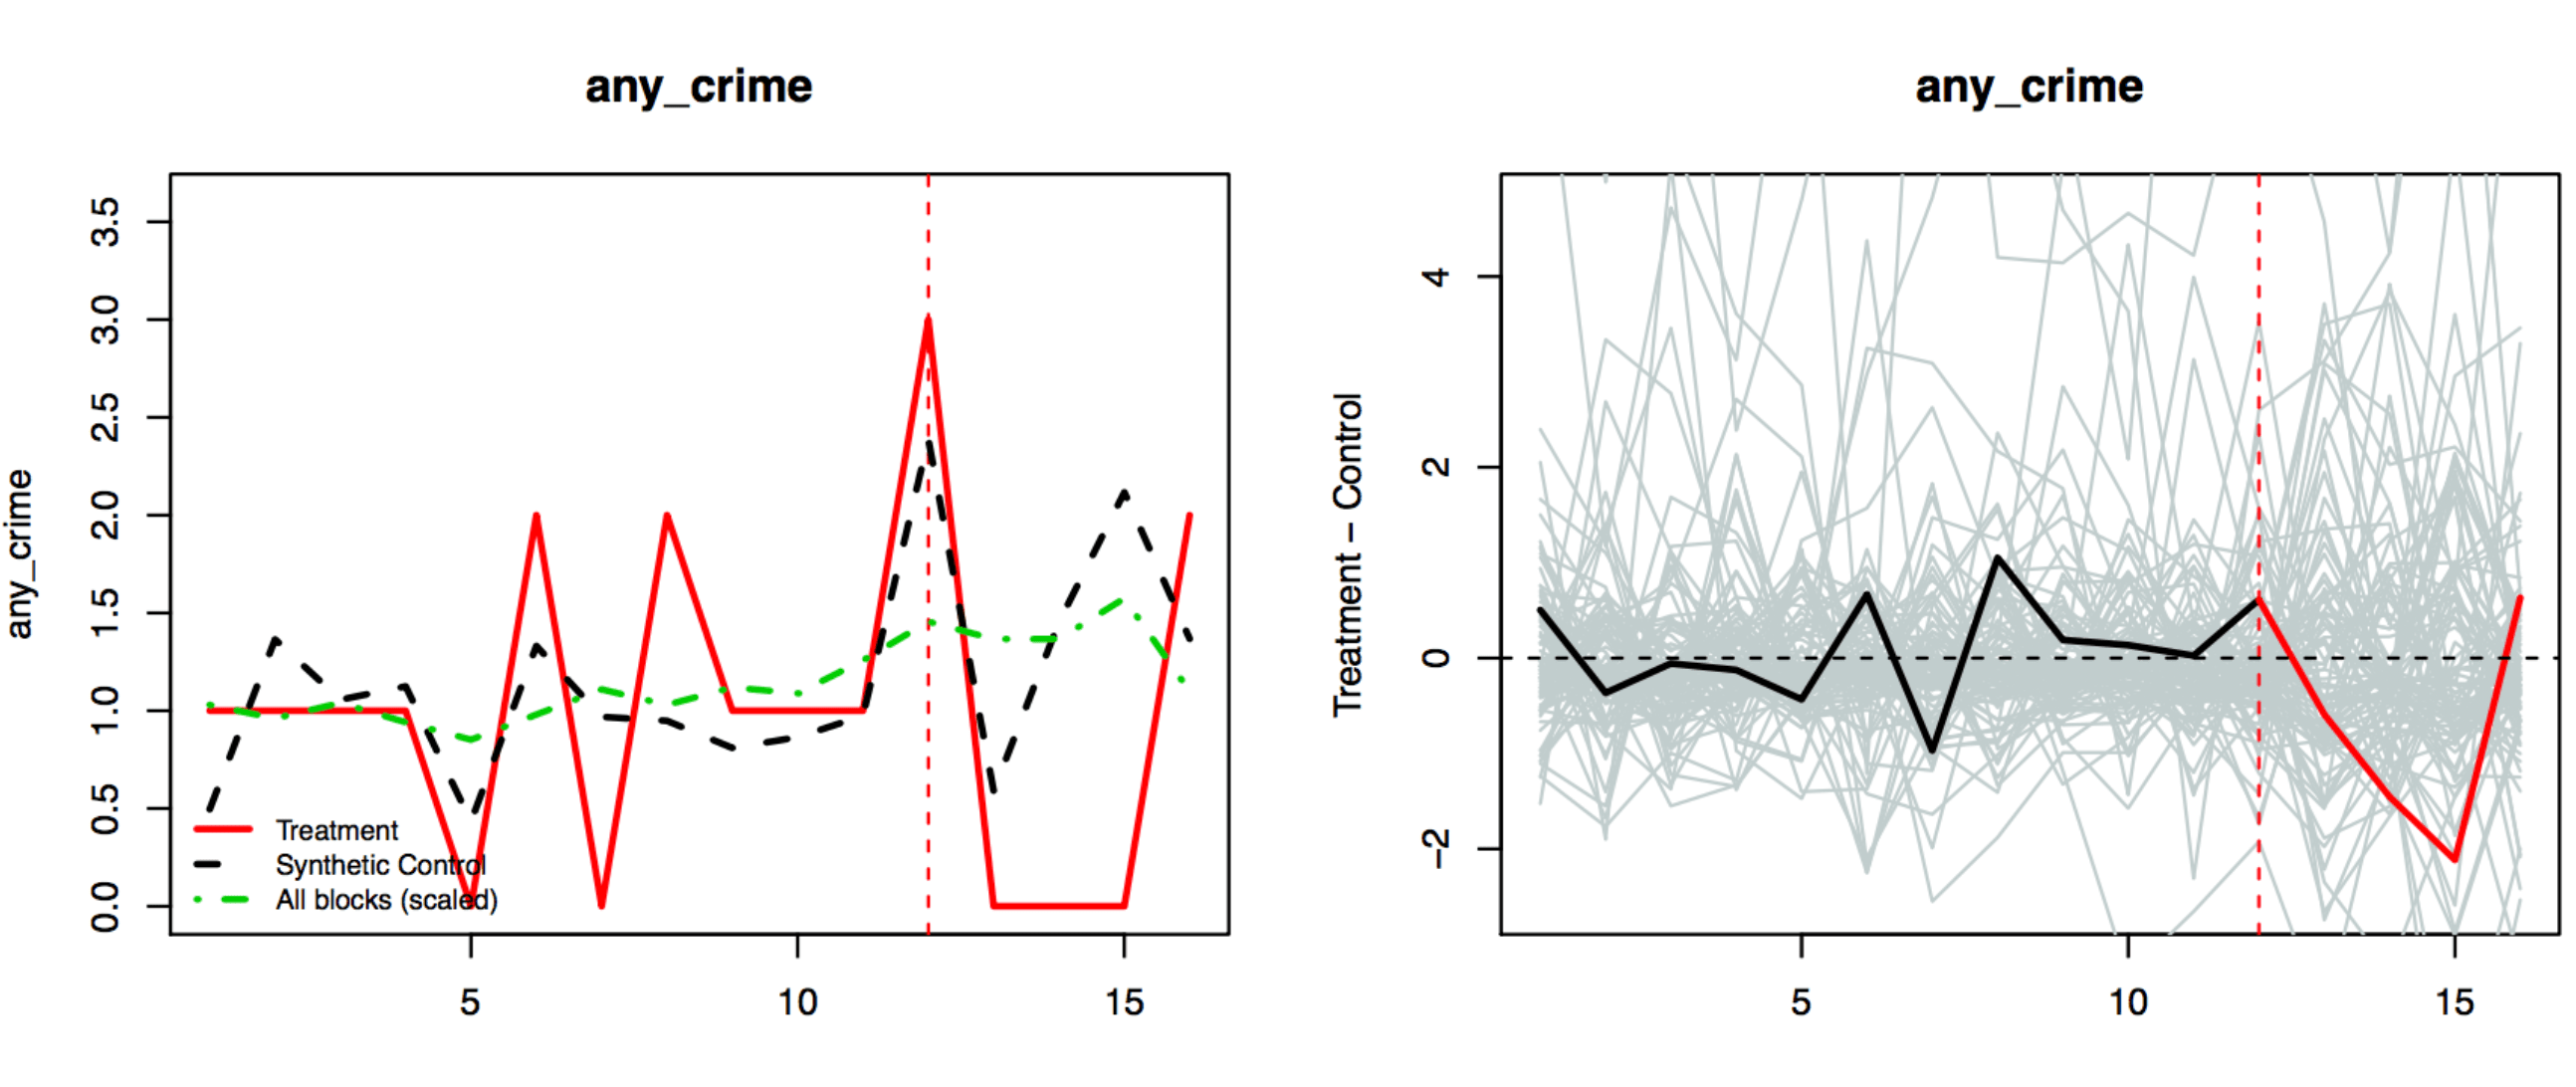 any_crime
any_crime
3.5
3.0
2.5
2.0
1.5
1.0
0.5
0.0
Treatment
Synthetic Control
All blocks (scaled)
5
10
15
any_crime
Treatment – Control
4
2
0
−2
5
10
15